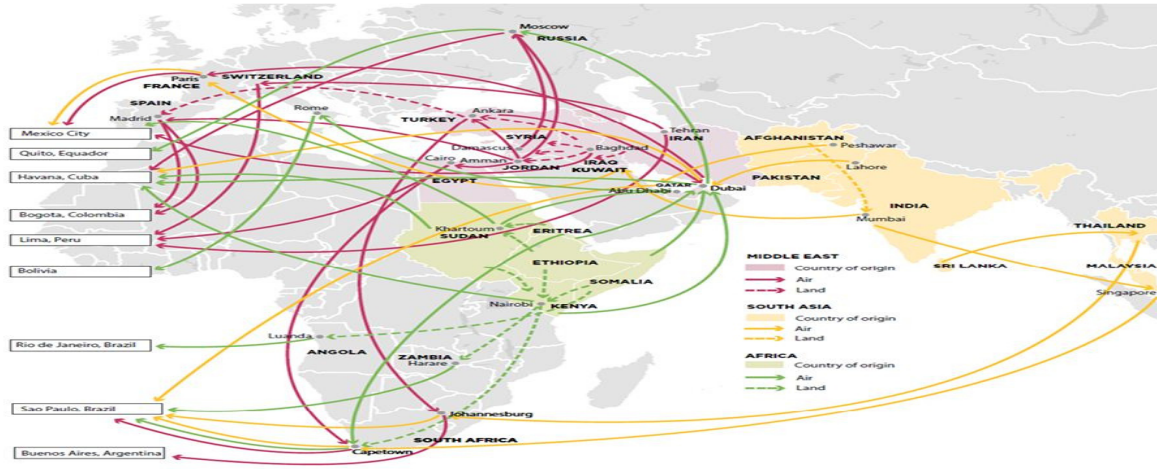 Moscow
RUSSIA
Paris
FRANCE
SWITZERLAND
SPAIN
Madrid
Rome
Ankara
TURKEY
Tehran
IRAN
AFGHANISTAN
Peshawar
Mexico City
Quito, Equador
Havana, Cuba
Bogota, Colombia
Lima, Peru
Bolivia
Rio de Janeiro, Brazil
Sao Paulo, Brazil
Buenos Aires, Argentina
SYRIA
Damascus
Baghdad
Cairo
Amman
JORDAN
IRAQ
KUWAIT
EGYPT
QATAR
Abu Dhabi
Dubai
Lahore
PAKISTAN
INDIA
Mumbai
THAILAND
Khartoum
SUDAN
ERITREA
ETHIOPIA
SOMALIA
SRI LANKA
MALAYSIA
Singapore
Nairobi
KENYA
Luanda
ANGOLA
ZAMBIA
Harare
Johannesburg
SOUTH AFRICA
Capetown
MIDDLE EAST
Country of origin
Air
Land
SOUTH ASIA
Country of origin
Air
Land
AFRICA
Country of origin
Air
Land